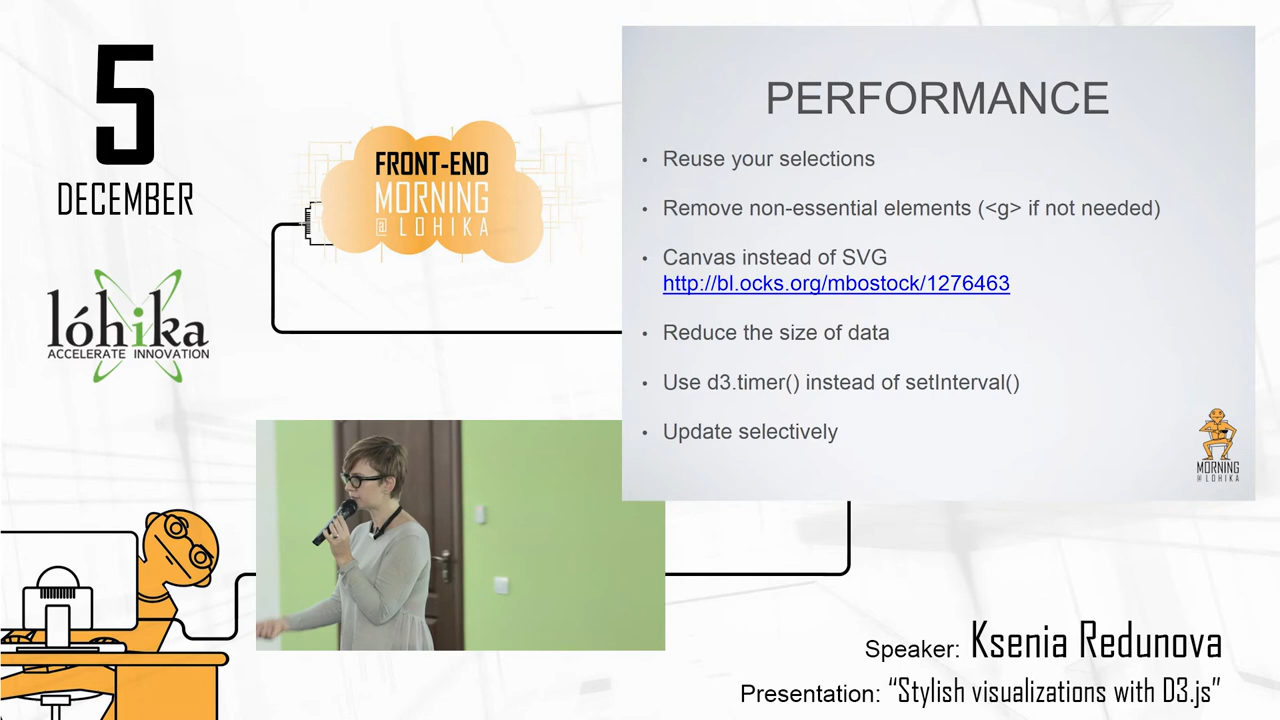 5
DECEMBER
lóhika
ACCELERATE INNOVATION
FRONT-END
MORNING
@ LOHIKA
PERFORMANCE
• Reuse your selections
• Remove non-essential elements (<g> if not needed)
• Canvas instead of SVG
http://bl.ocks.org/mbostock/1276463
• Reduce the size of data
• Use d3.timer() instead of setInterval()
• Update selectively
MORNING
@ LOHIKA
Speaker: Ksenia Redunova
Presentation: “Stylish visualizations with D3.js”